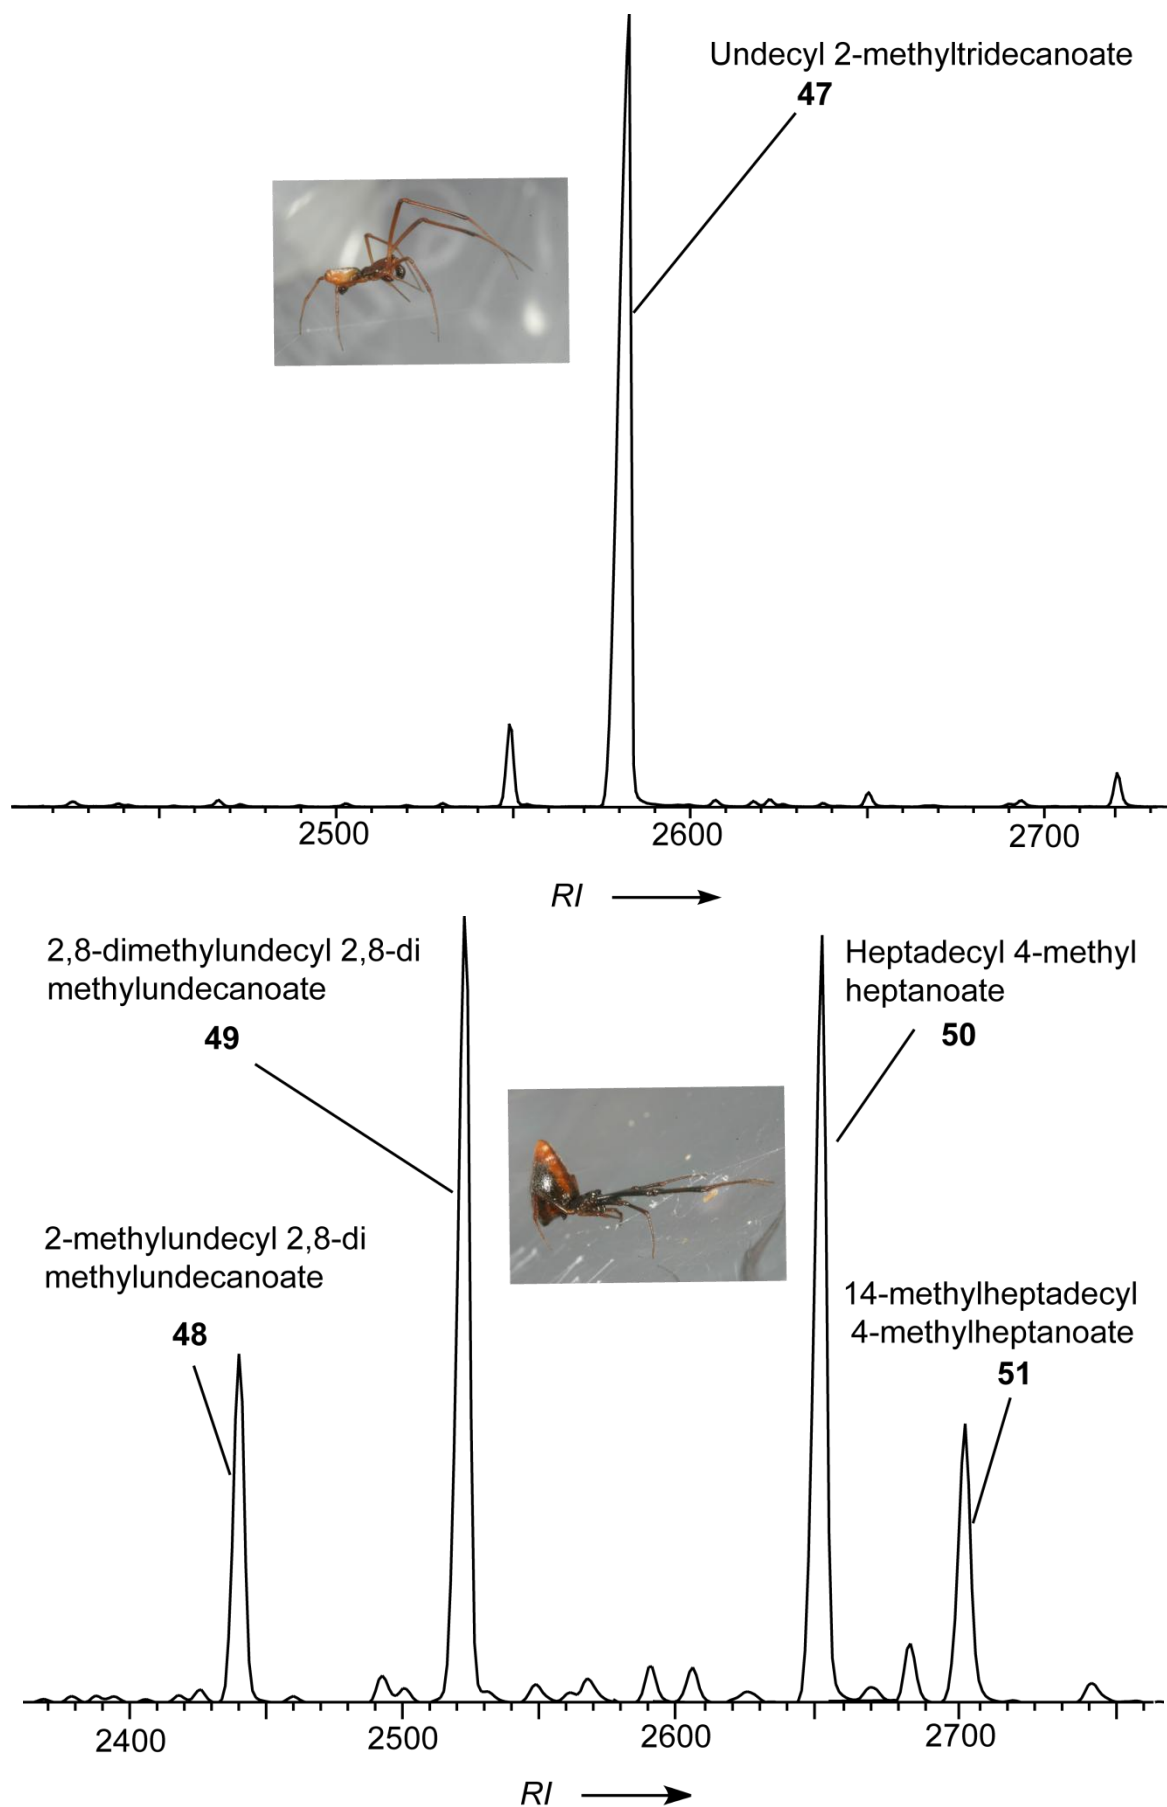 Undecyl 2-methyltridecanoate
47
2500
2600
2700
RI
2,8-dimethylundecyl 2,8-di
methylundecanoate
49
Heptadecyl 4-methyl
heptanoate
50
2-methylundecyl 2,8-di
methylundecanoate
48
14-methylheptadecyl
4-methylheptanoate
51
2400
2500
2600
2700
RI